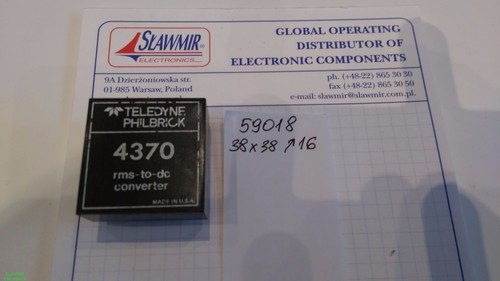 SŁAWMIR
ELECTRONICS
9A Dzierżoniowska str.
01-985 Warsaw, Poland
GLOBAL OPERATING
DISTRIBUTOR OF
ELECTRONIC COMPONENTS
ph. (+48-22) 865 30 30
fax (+48-22) 865 30 50
e-mail: slawmir@slawmir.com.pl
TELEDYNE
PHILBRICK
4370
rms-to-dc
converter
MADE IN U.S.A.
59018
38x38 ↑16